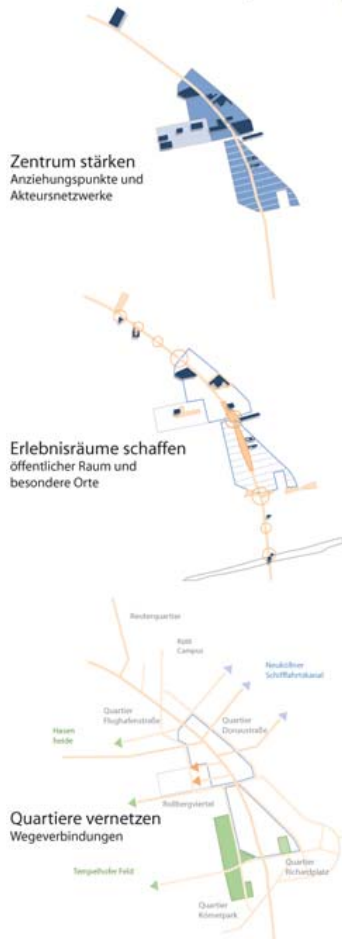 Zentrum stärken
Anziehungspunkte und
Akteursnetzwerke
Erlebnisräume schaffen
öffentlicher Raum und
besondere Orte
Reuterquartier
Rütli
Campus
Neuköllner
Schifffahrtskanal
Quartier
Flughafenstraße
Quartier
Donaustraße
Hasen
heide
Rollbergviertel
Quartiere vernetzen
Wegeverbindungen
Quartier
Richardplatz
Tempelhofer Feld
Quartier
Körnerpark